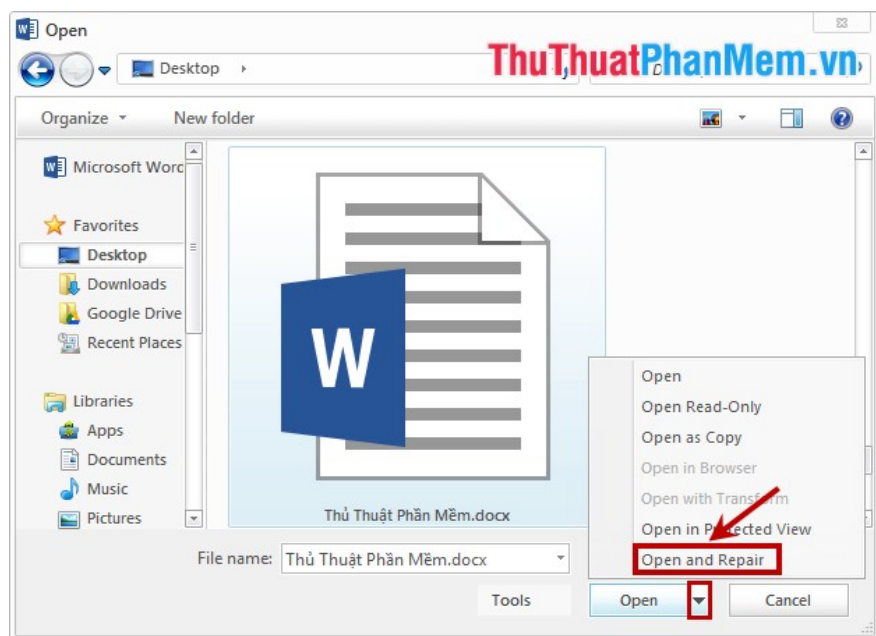 Open
Desktop
ThuThuatPhanMem.vn
Organize
New folder
Microsoft Word
Favorites
Desktop
Downloads
Google Drive
Recent Places
Libraries
Apps
Documents
Music
Pictures
W
Thủ Thuật Phần Mềm.docx
Open
Open Read-Only
Open as Copy
Open in Browser
Open with Transform
Open in Protected View
Open and Repair
File name: Thủ Thuật Phần Mềm.docx
Tools
Open
Cancel